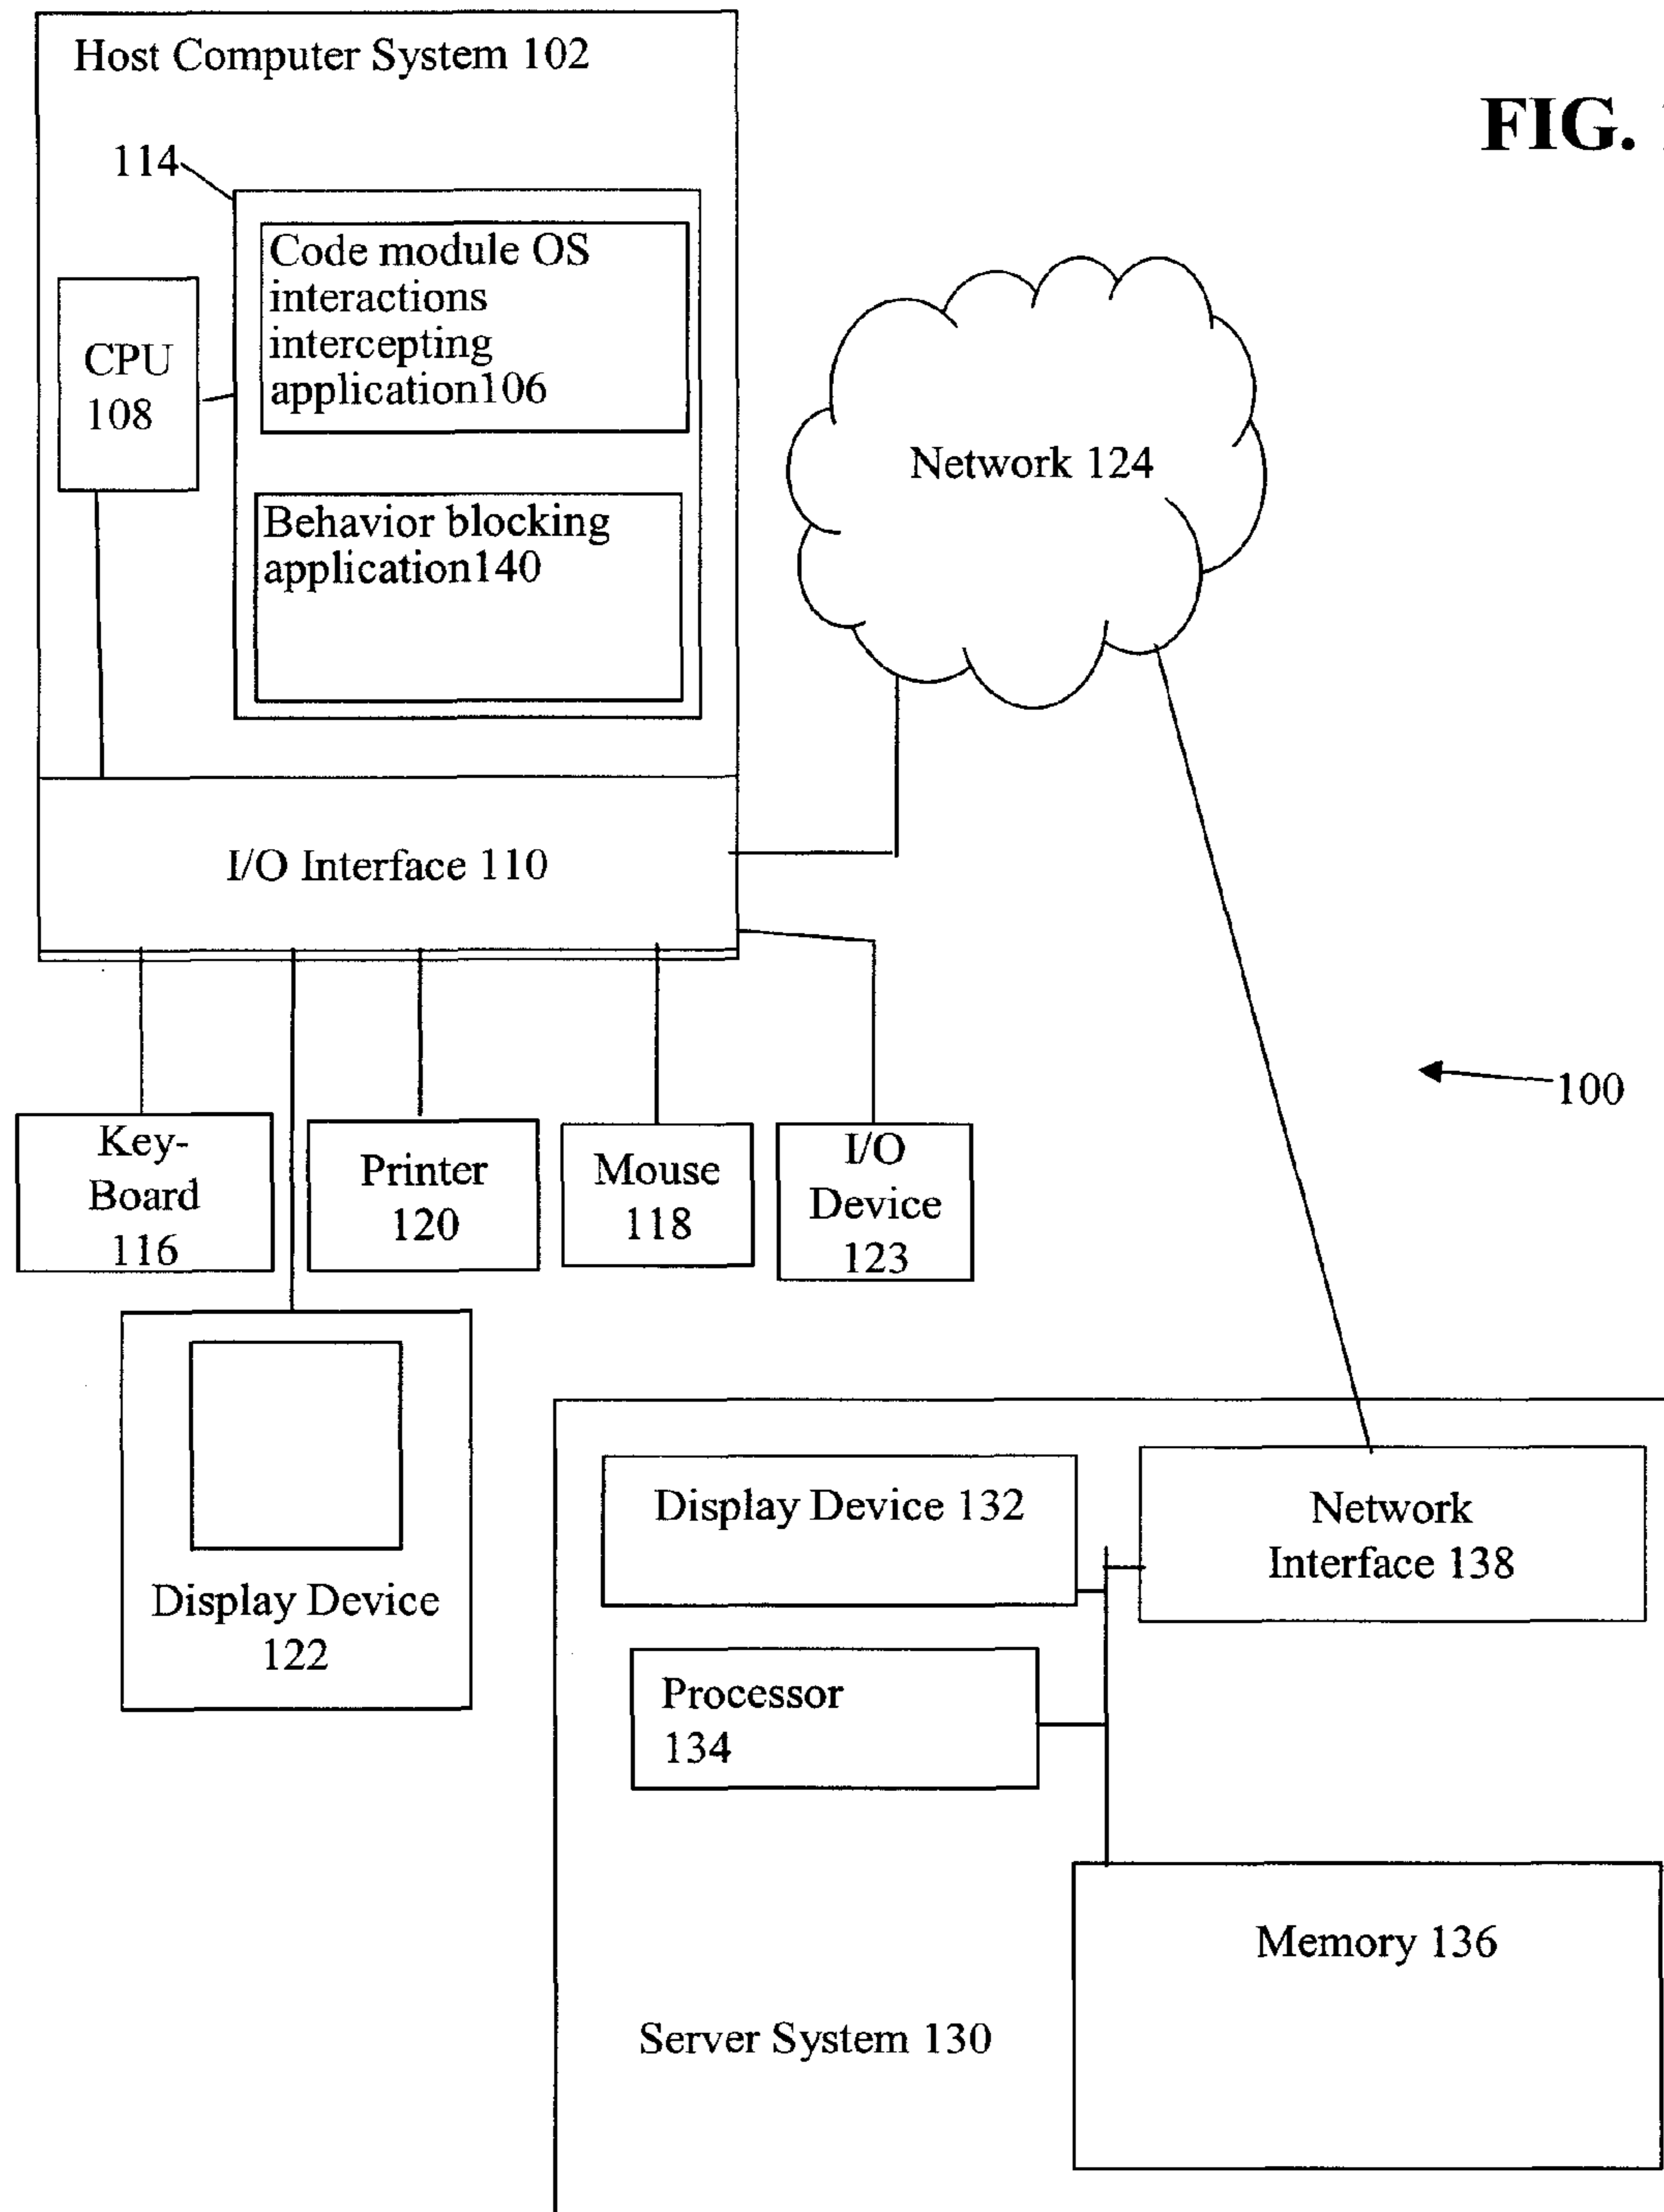 Host Computer System 102
FIG.
114
Code module OS
interactions
intercepting
application106
CPU
108
Behavior blocking
application140
Network 124
I/O Interface 110
100
Key-
Board
116
Printer
120
Mouse
118
I/O
Device
123
Display Device
122
Display Device 132
Network
Interface 138
Processor
134
Memory 136
Server System 130